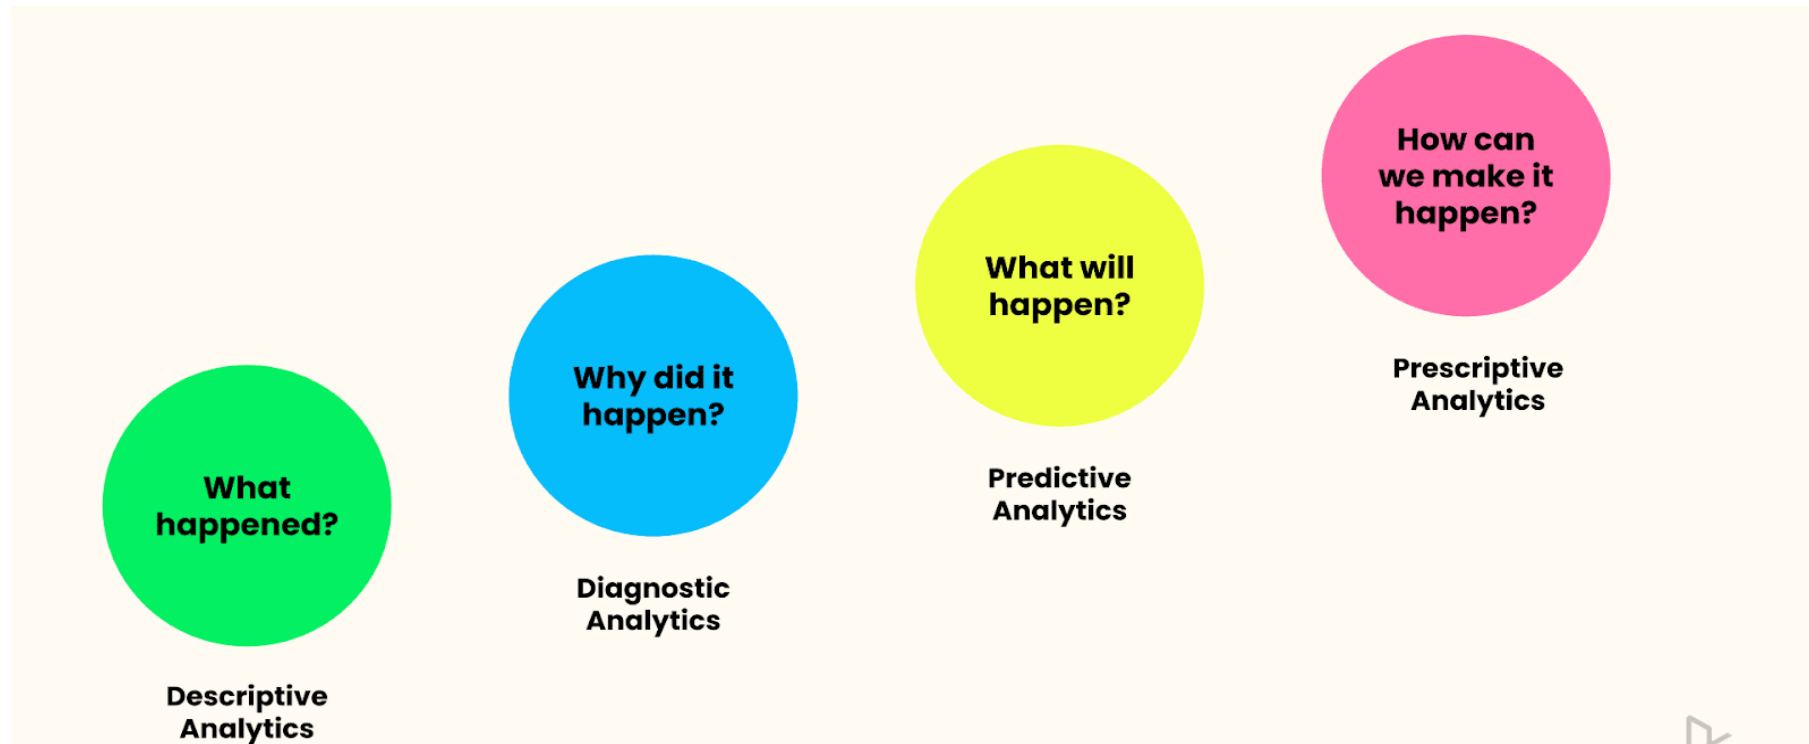 What
happened?
Descriptive
Analytics
Why did it
happen?
Diagnostic
Analytics
What will
happen?
Predictive
Analytics
How can
we make it
happen?
Prescriptive
Analytics